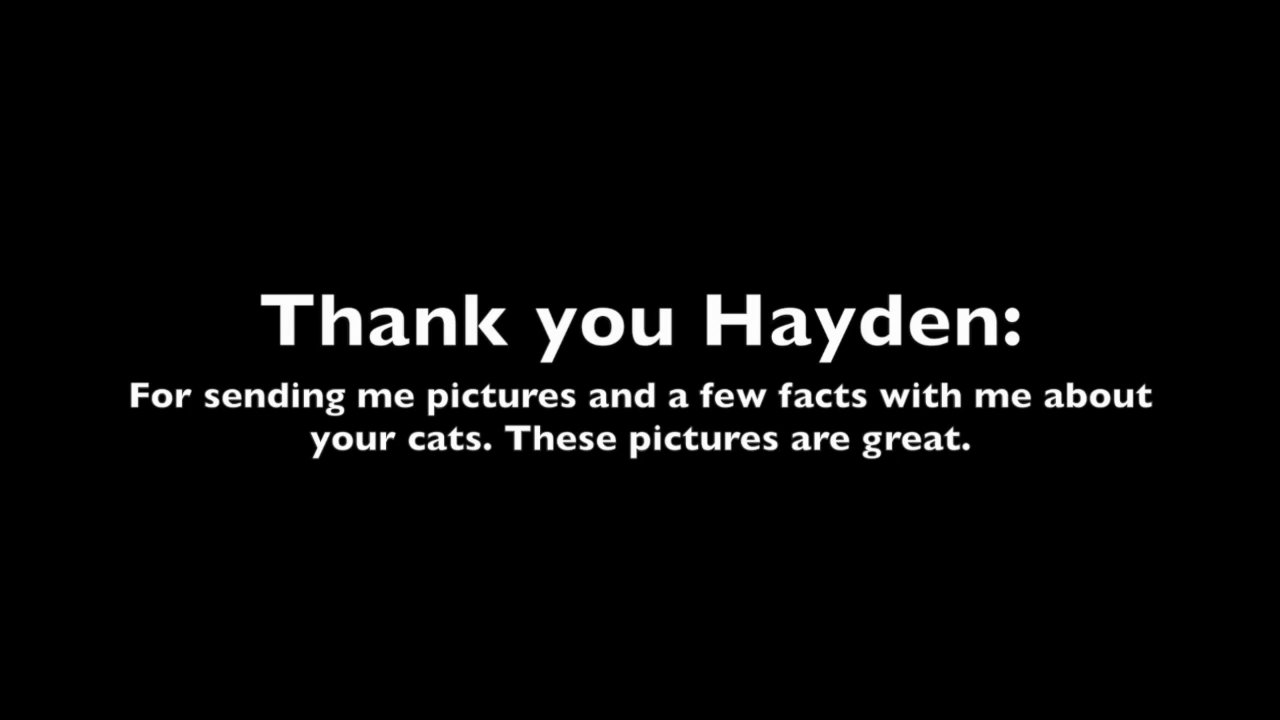 Thank you Hayden:
For sending me pictures and a few facts with me about
your cats. These pictures are great.